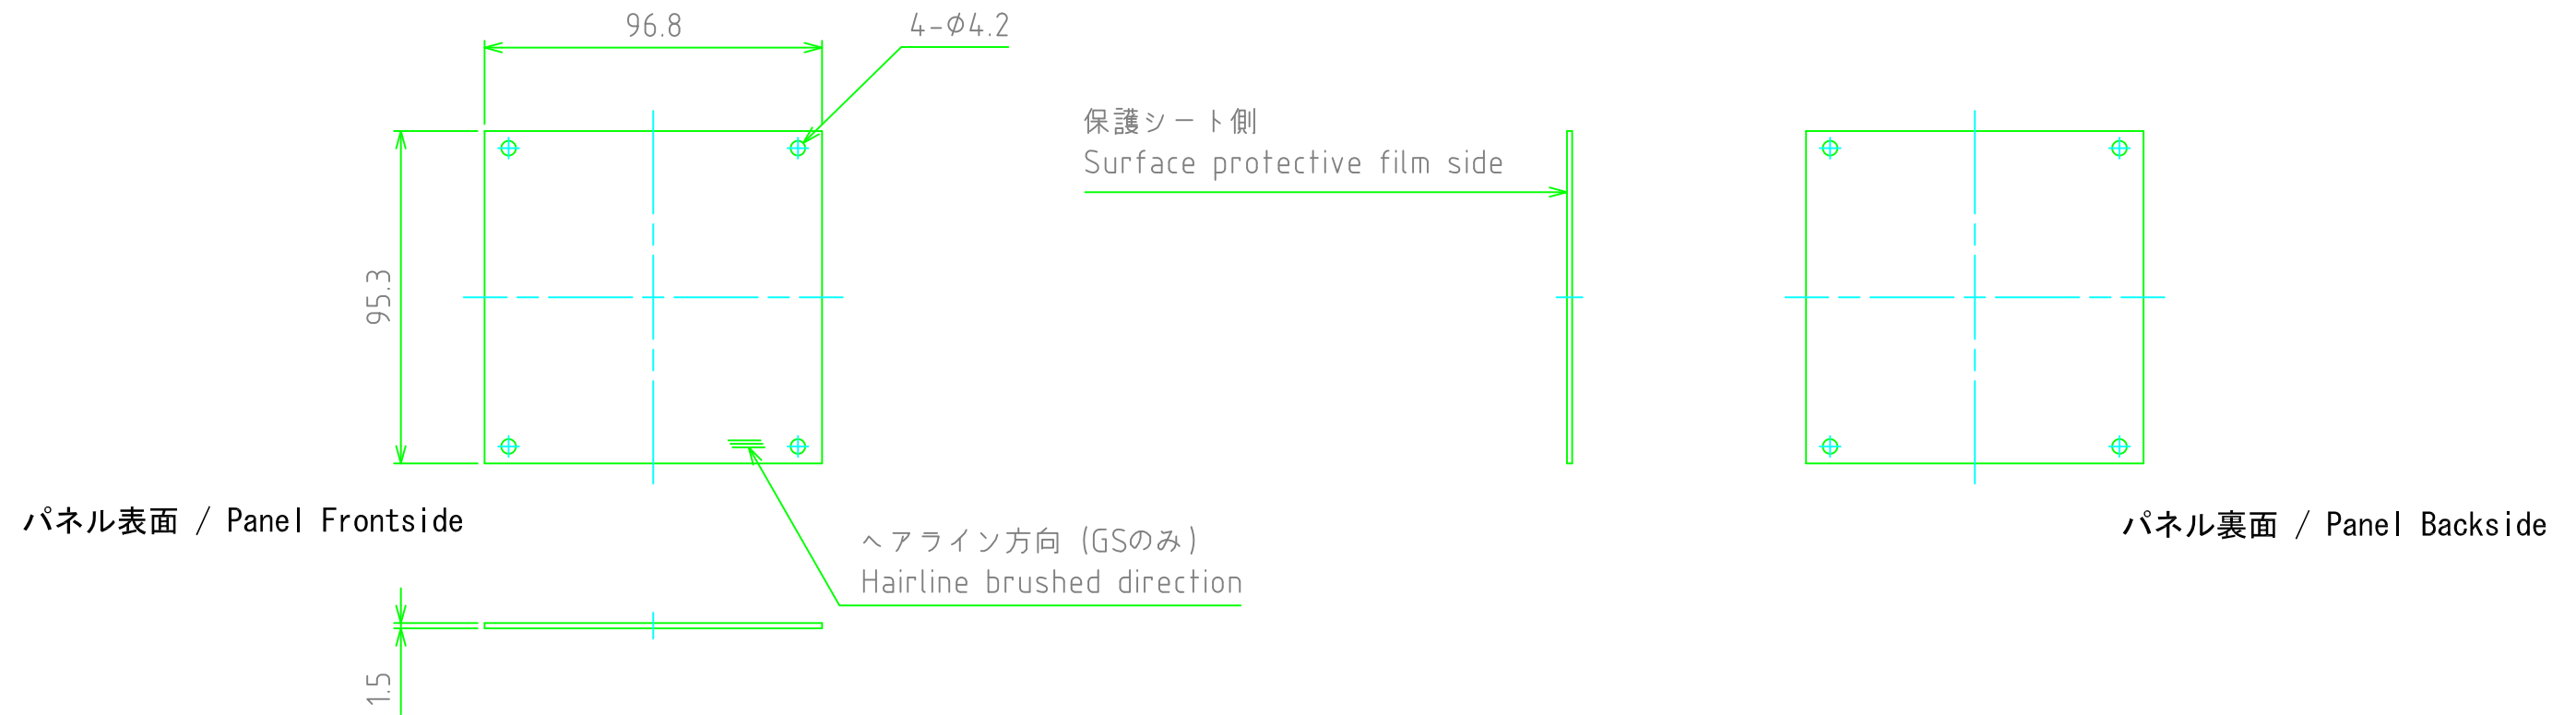 96.8
4-Φ4.2
保護シート側
Surface protective film side
95.3
パネル表面 / Panel Frontside
パネル裏面 / Panel Backside
ヘアライン方向 (GSのみ)
Hairline brushed direction
1.5